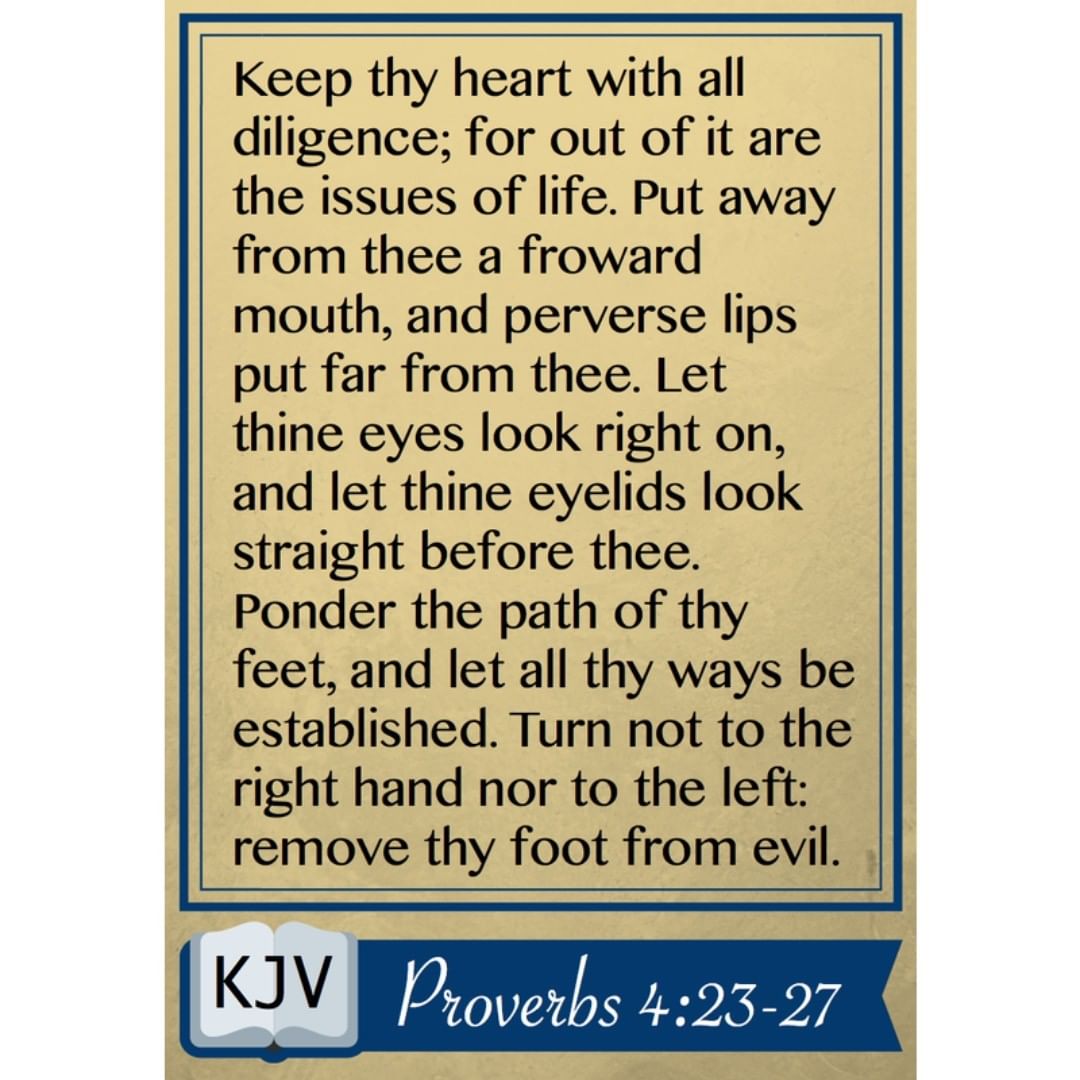 Keep thy heart with all
diligence; for out of it are
the issues of life. Put away
from thee a froward
mouth, and perverse lips
put far from thee. Let
thine eyes look right on,
and let thine eyelids look
straight before thee.
Ponder the path of thy
feet, and let all thy ways be
established. Turn not to the
right hand nor to the left:
remove thy foot from evil.
KJV Proverbs 4:23-27